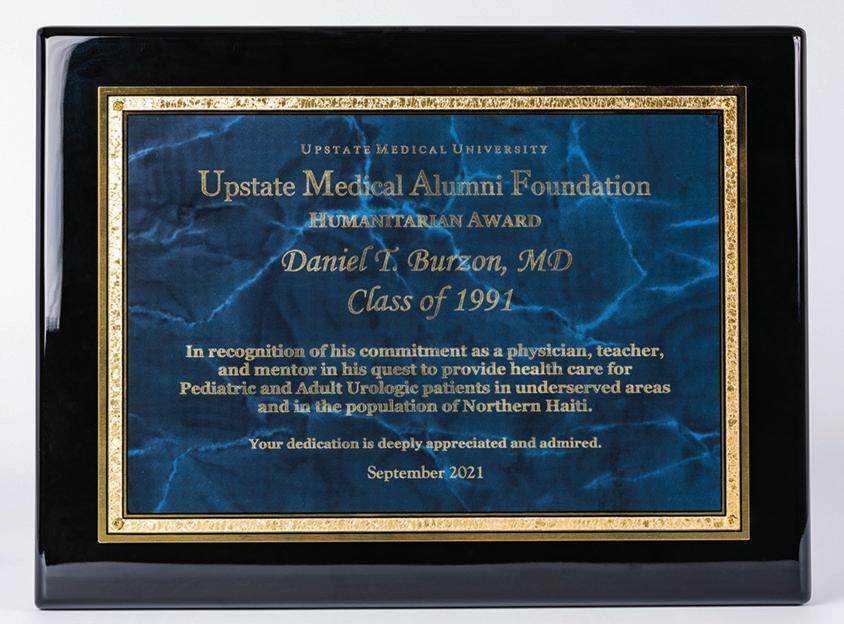 UPSTATE MEDICAL UNIVERSITY
Upstate Medical Alumni Foundation
HUMANITARIAN AWARD
Daniel T. Burzon, MD
Class of 1991
In recognition of his commitment as a physician, teacher,
and mentor in his quest to provide health care for
Pediatric and Adult Urologic patients in underserved areas
and in the population of Northern Haiti.
Your dedication is deeply appreciated and admired.
September 2021